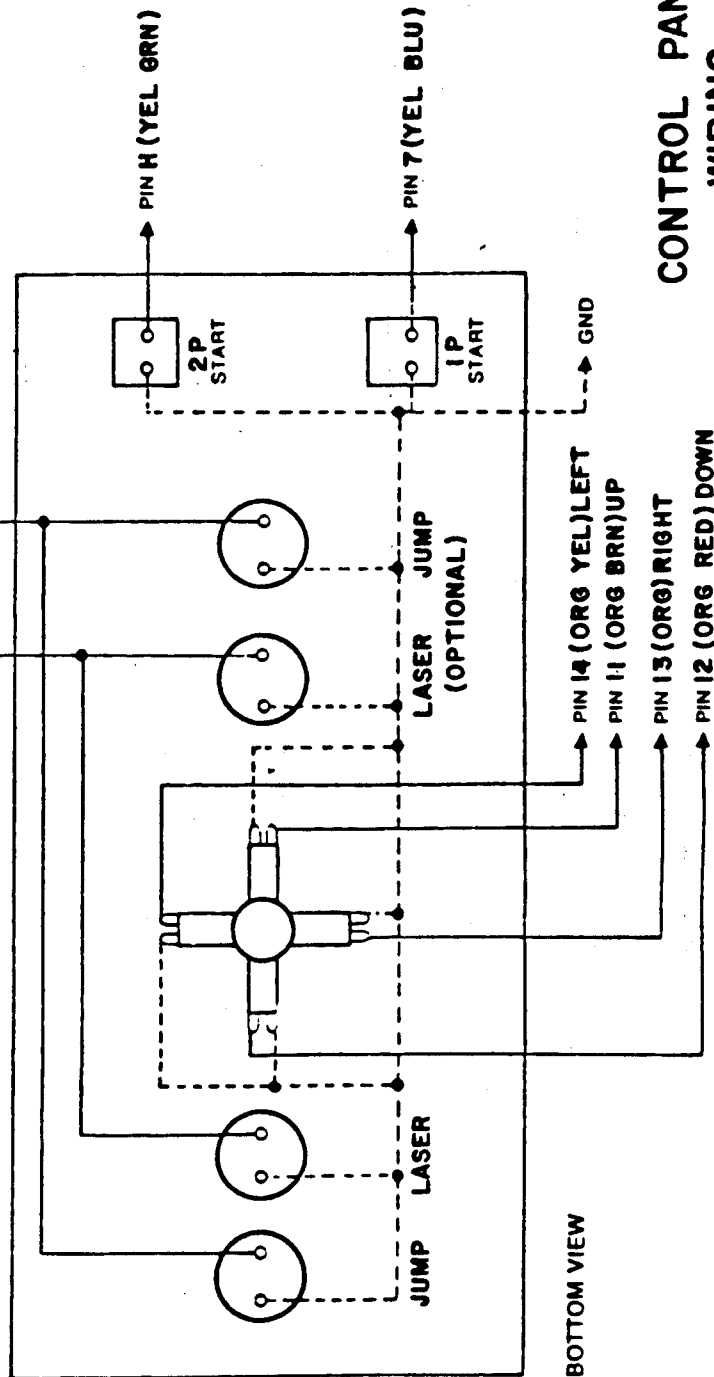 PIN H (YEL GRN)
PIN 7 (YEL BLU)
2P
START
1P
START
GND
JUMP
LASER
LASER JUMP
(OPTIONAL)
PIN 14 (ORG YEL) LEFT
PIN 11 (ORG BRN) UP
PIN 13 (ORG) RIGHT
PIN 12 (ORG RED) DOWN
BOTTOM VIEW
CONTROL PAN